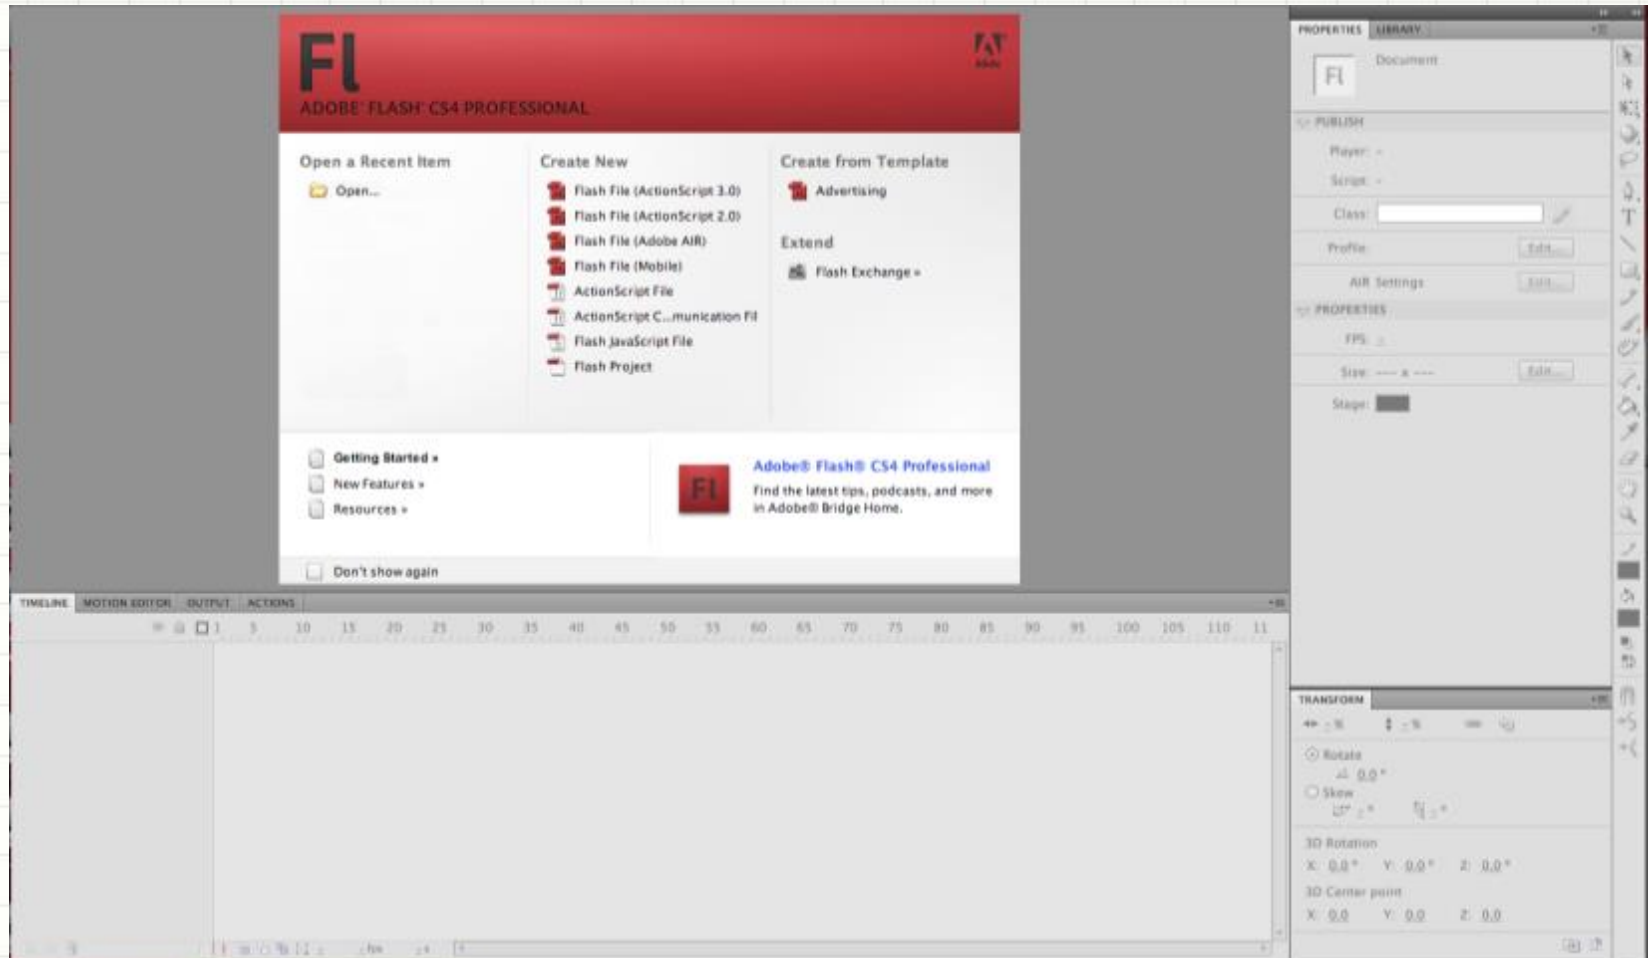 Fl
Adobe
ADOBE® FLASH® CS4 PROFESSIONAL
Open a Recent Item
Open...
Create New
Flash File (ActionScript 3.0)
Flash File (ActionScript 2.0)
Flash File (Adobe AIR)
Flash File (Mobile)
ActionScript File
ActionScript C...munication Fil
Flash JavaScript File
Flash Project
Create from Template
Advertising
Extend
Flash Exchange »
Getting Started »
New Features »
Resources »
Fl
Adobe® Flash® CS4 Professional
Find the latest tips, podcasts, and more
in Adobe® Bridge Home.
Don't show again
PROPERTIES LIBRARY
Fl
Document
PUBLISH
Player: -
Script: -
Class:
Profile: Edit...
AIR Settings Edit...
PROPERTIES
FPS: -
Size: --- x --- Edit...
Stage:
T
TIMELINE MOTION EDITOR OUTPUT ACTIONS
1 5 10 15 20 25 30 35 40 45 50 55 60 65 70 75 80 85 90 95 100 105 110 11
TRANSFORM
- % - %
Rotate
0.0 °
Skew
- ° - °
3D Rotation
X: 0.0 ° Y: 0.0 ° Z: 0.0 °
3D Center point
X: 0.0 Y: 0.0 Z: 0.0